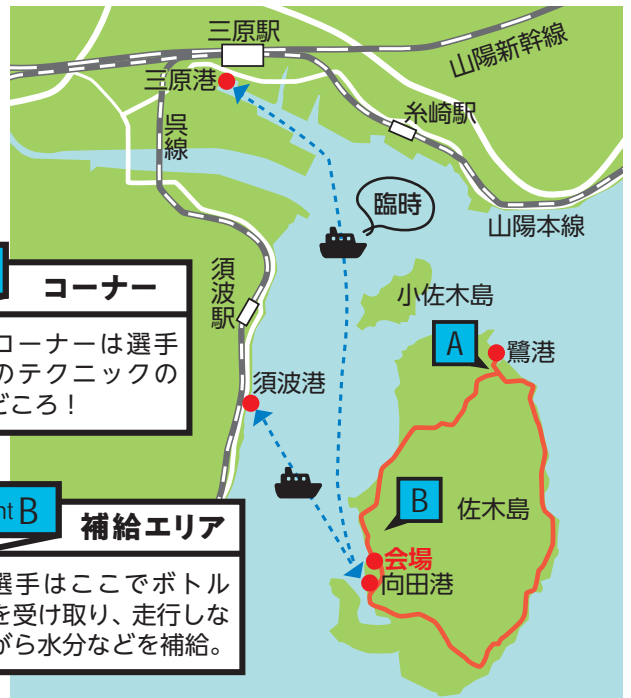 三原駅
山陽新幹線
三原港
糸崎駅
呉線
臨時
山陽本線
須波駅
小佐木島
コーナー
A
鷺港
コーナーは選手
のテクニックの
どころ！
須波港
B
佐木島
nt B
補給エリア
会場
向田港
選手はここでボトル
を受け取り、走行しな
がら水分などを補給。